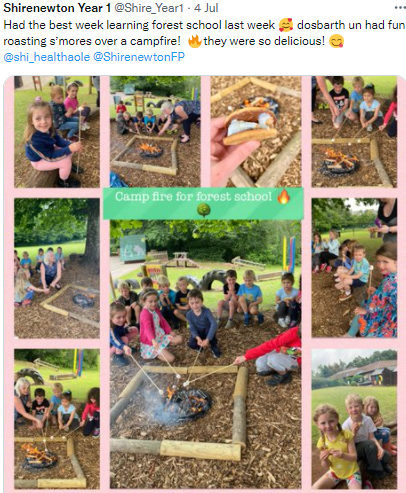 Shirenewton Year 1 @Shire_Year1 · 4 Jul
Had the best week learning forest school last week 🥰 dosbarth un had fun
roasting s'mores over a campfire! 🔥they were so delicious! 😋
@shi_healthaole @ShirenewtonFP
Camp fire for forest school 🔥
🌳